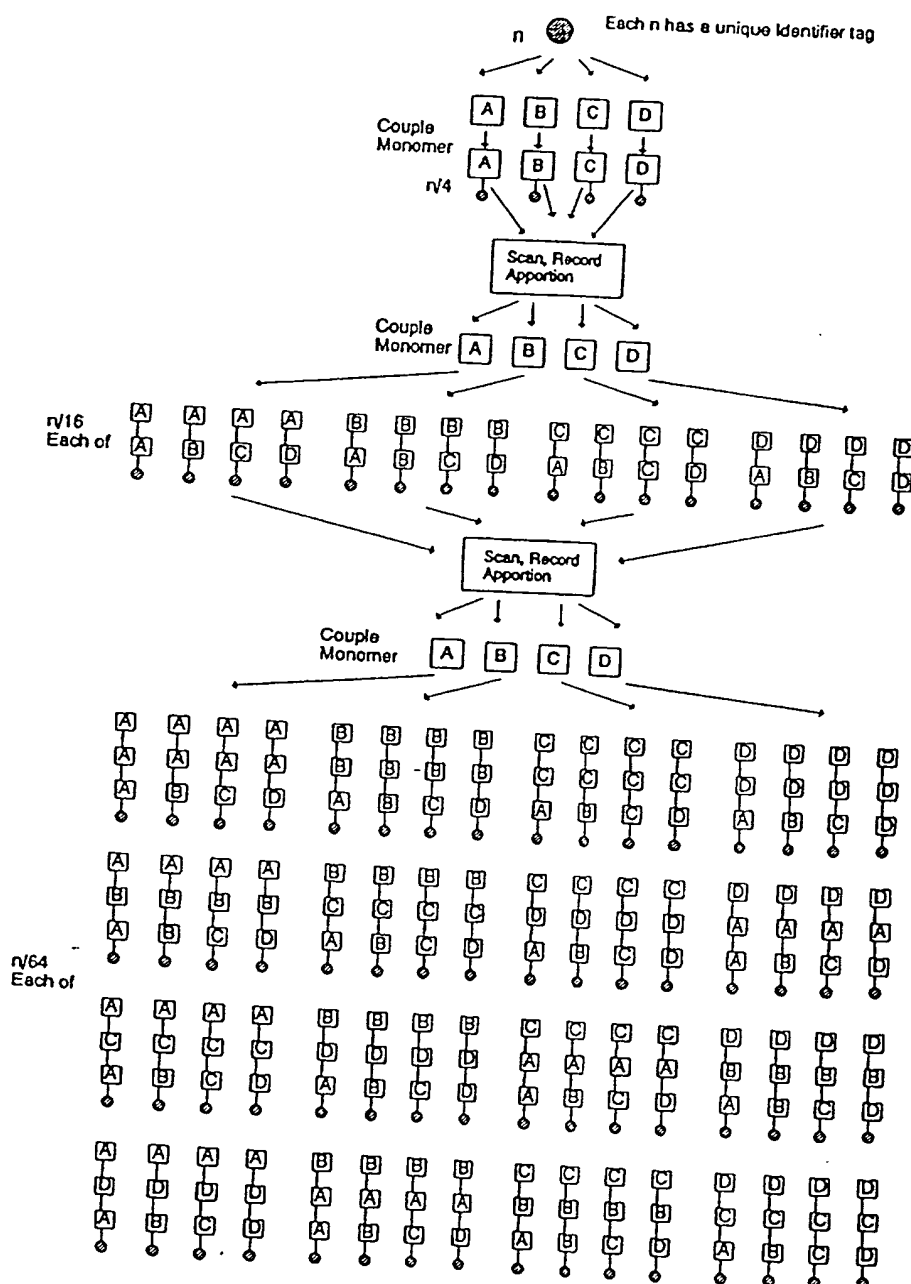 n
Each n has a unique Identifier tag
A B C D
Couple
Monomer
A B C D
n/4
Scan, Record
Apportion
Couple
Monomer
A B C D
n/16
Each of
A A A A B B B B C C C C D D D D
A B C D A B C D A B C D A B C D
Scan, Record
Apportion
Couple
Monomer
A B C D
A A A A B B B B C C C C D D D D
A A A A B B B B C C C C D D D D
A B C D A B C D A B C D A B C D
A A A A B B B B C C C C D D D D
B B B B C C C C D D D D A A A A
A B C D A B C D A B C D A B C D
n/64
Each of
A A A A B B B B C C C C D D D D
C C C C D D D D A A A A B B B B
A B C D A B C D A B C D A B C D
A A A A B B B B C C C C D D D D
D D D D A A A A B B B B C C C C
A B C D A B C D A B C D A B C D